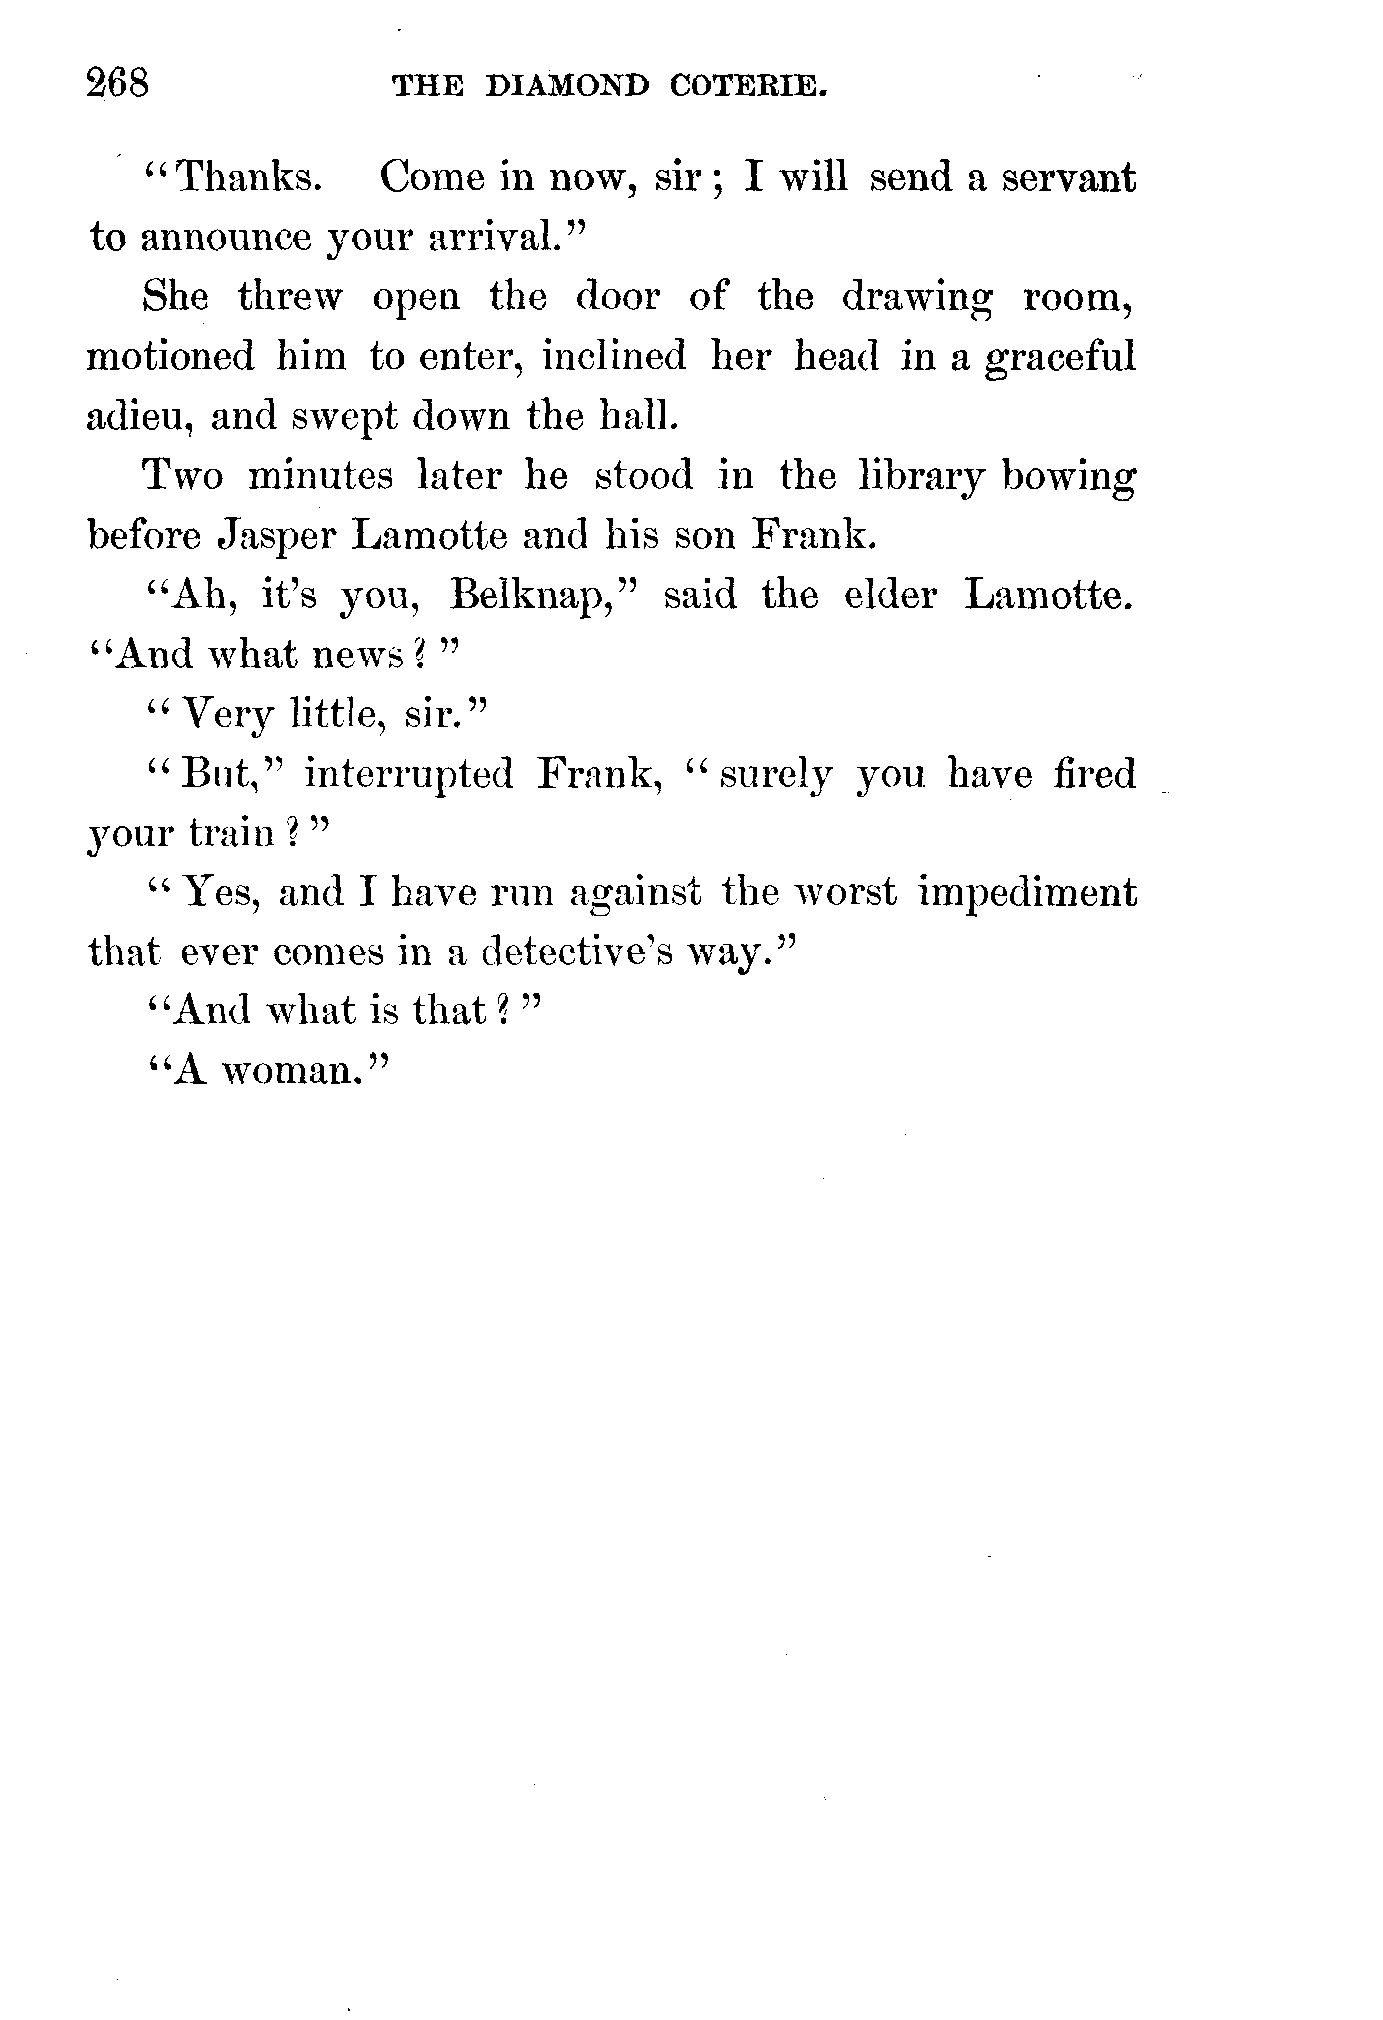 268 THE DIAMOND COTERIE.
“Thanks. Come in now, sir; I will send a servant
to announce your arrival.”
She threw open the door of the drawing room,
motioned him to enter, inclined her head in a graceful
adieu, and swept down the hall.
Two minutes later he stood in the library bowing
before Jasper Lamotte and his son Frank.
“Ah, it’s you, Belknap,” said the elder Lamotte.
“And what news?”
“Very little, sir.”
“But,” interrupted Frank, “surely you have fired
your train?”
“Yes, and I have run against the worst impediment
that ever comes in a detective’s way.”
“And what is that?”
“A woman.”